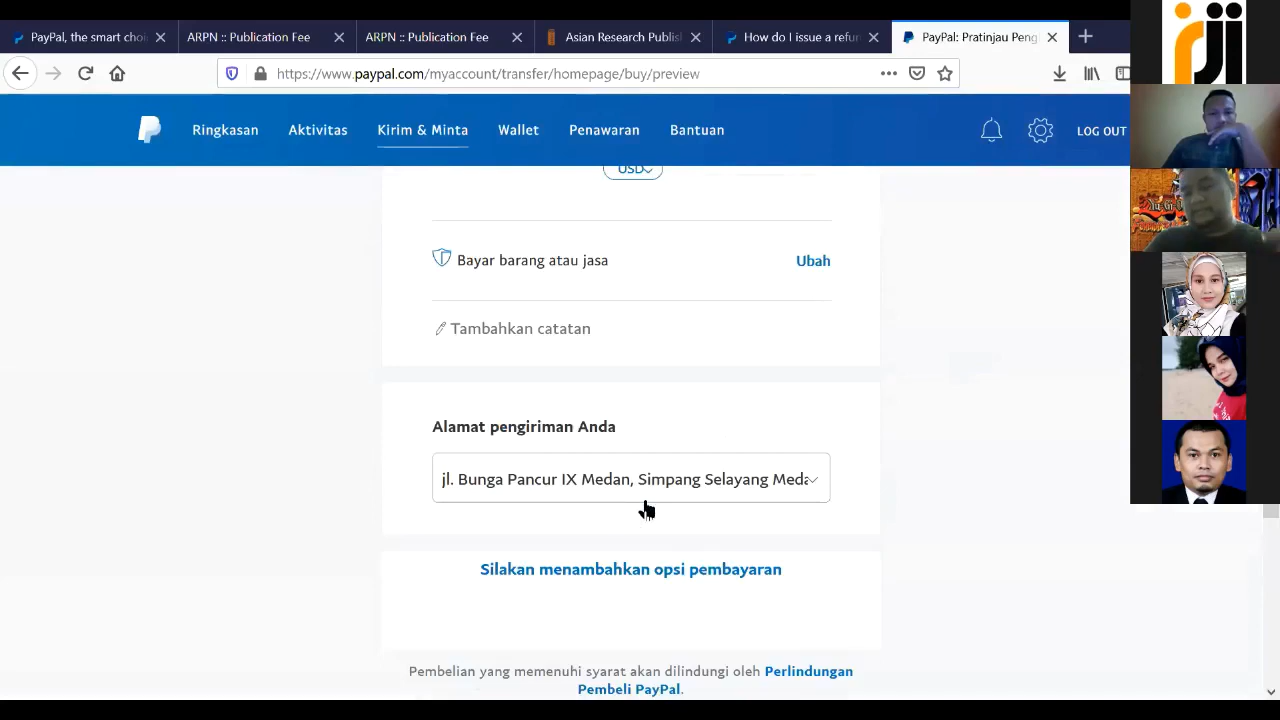 PayPal, the smart choi
ARPN :: Publication Fee
ARPN :: Publication Fee
Asian Research Publis
How do I issue a refun
PayPal: Pratinjau Peng
https://www.paypal.com/myaccount/transfer/homepage/buy/preview
Ringkasan
Aktivitas
Kirim & Minta
Wallet
Penawaran
Bantuan
LOG OUT
USD
Bayar barang atau jasa
Ubah
Tambahkan catatan
Alamat pengiriman Anda
jl. Bunga Pancur IX Medan, Simpang Selayang Meda
Silakan menambahkan opsi pembayaran
Pembelian yang memenuhi syarat akan dilindungi oleh Perlindungan
Pembeli PayPal.
rji